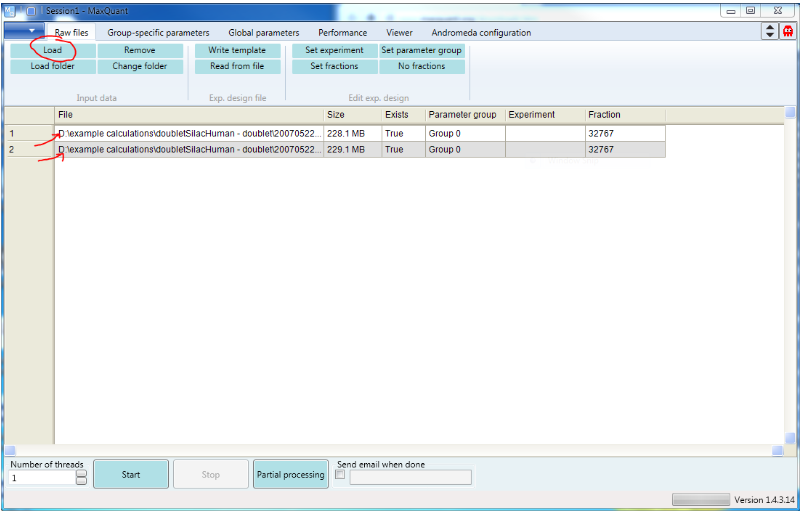 Session1 - MaxQuant
Raw files Group-specific parameters Global parameters Performance Viewer Andromeda configuration
Load Remove Write template Set experiment Set parameter group
Load folder Change folder Read from file Set fractions No fractions
Input data Exp. design file Edit exp. design
File Size Exists Parameter group Experiment Fraction
1 D:\example calculations\doubletSilacHuman - doublet\20070522... 228.1 MB True Group 0 32767
2 D:\example calculations\doubletSilacHuman - doublet\20070522... 229.1 MB True Group 0 32767
Number of threads Send email when done
1 Start Stop Partial processing
Version 1.4.3.14